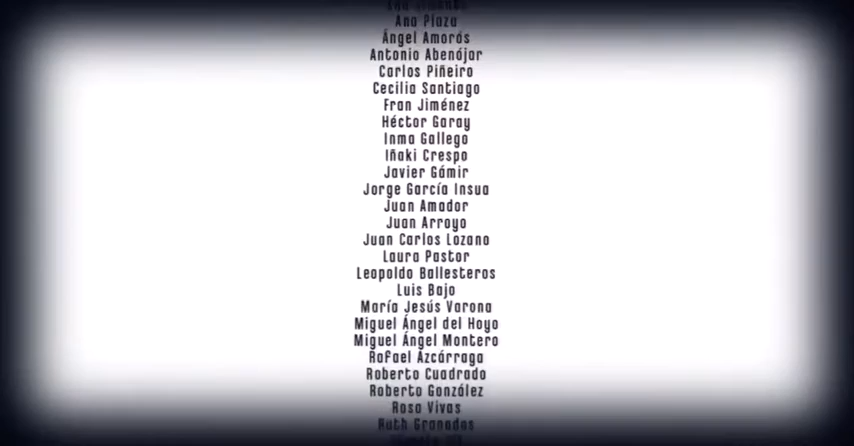 Ana Plaza
Ángel Amorós
Antonio Abenójar
Carlos Piñeiro
Cecilia Santiago
Fran Jiménez
Héctor Garay
Inma Gallego
Iñaki Crespo
Javier Gámir
Jorge García Insua
Juan Amador
Juan Arroyo
Juan Carlos Lozano
Laura Pastor
Leopoldo Ballesteros
Luis Bajo
María Jesús Varona
Miguel Ángel del Hoyo
Miguel Ángel Montero
Rafael Azcárraga
Roberto Cuadrado
Roberto González
Rosa Vivas
Ruth Granados